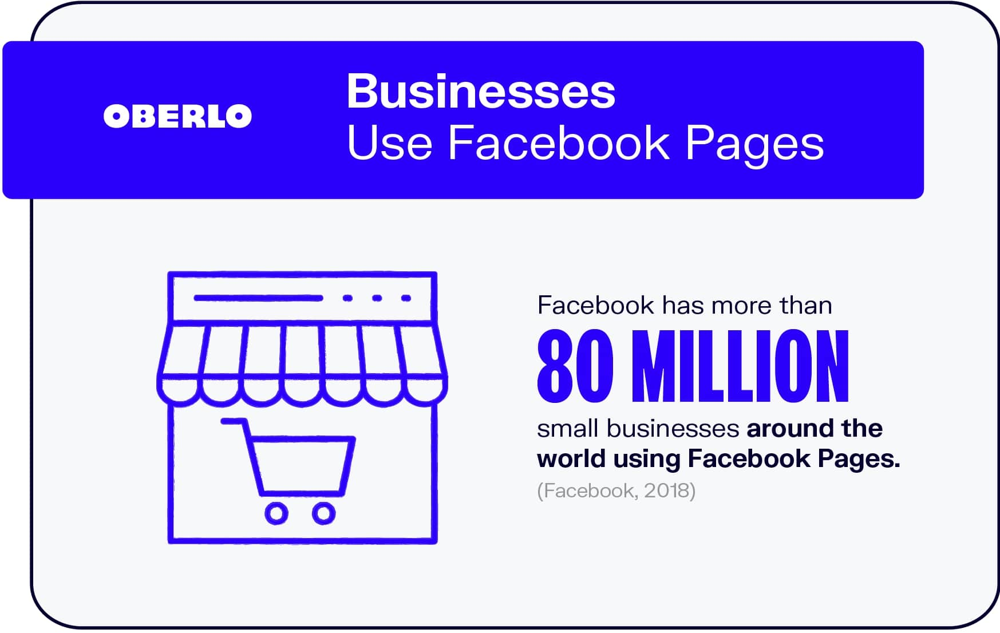 OBERLO
Businesses
Use Facebook Pages
Facebook has more than
80 MILLION
small businesses around the
world using Facebook Pages.
(Facebook, 2018)